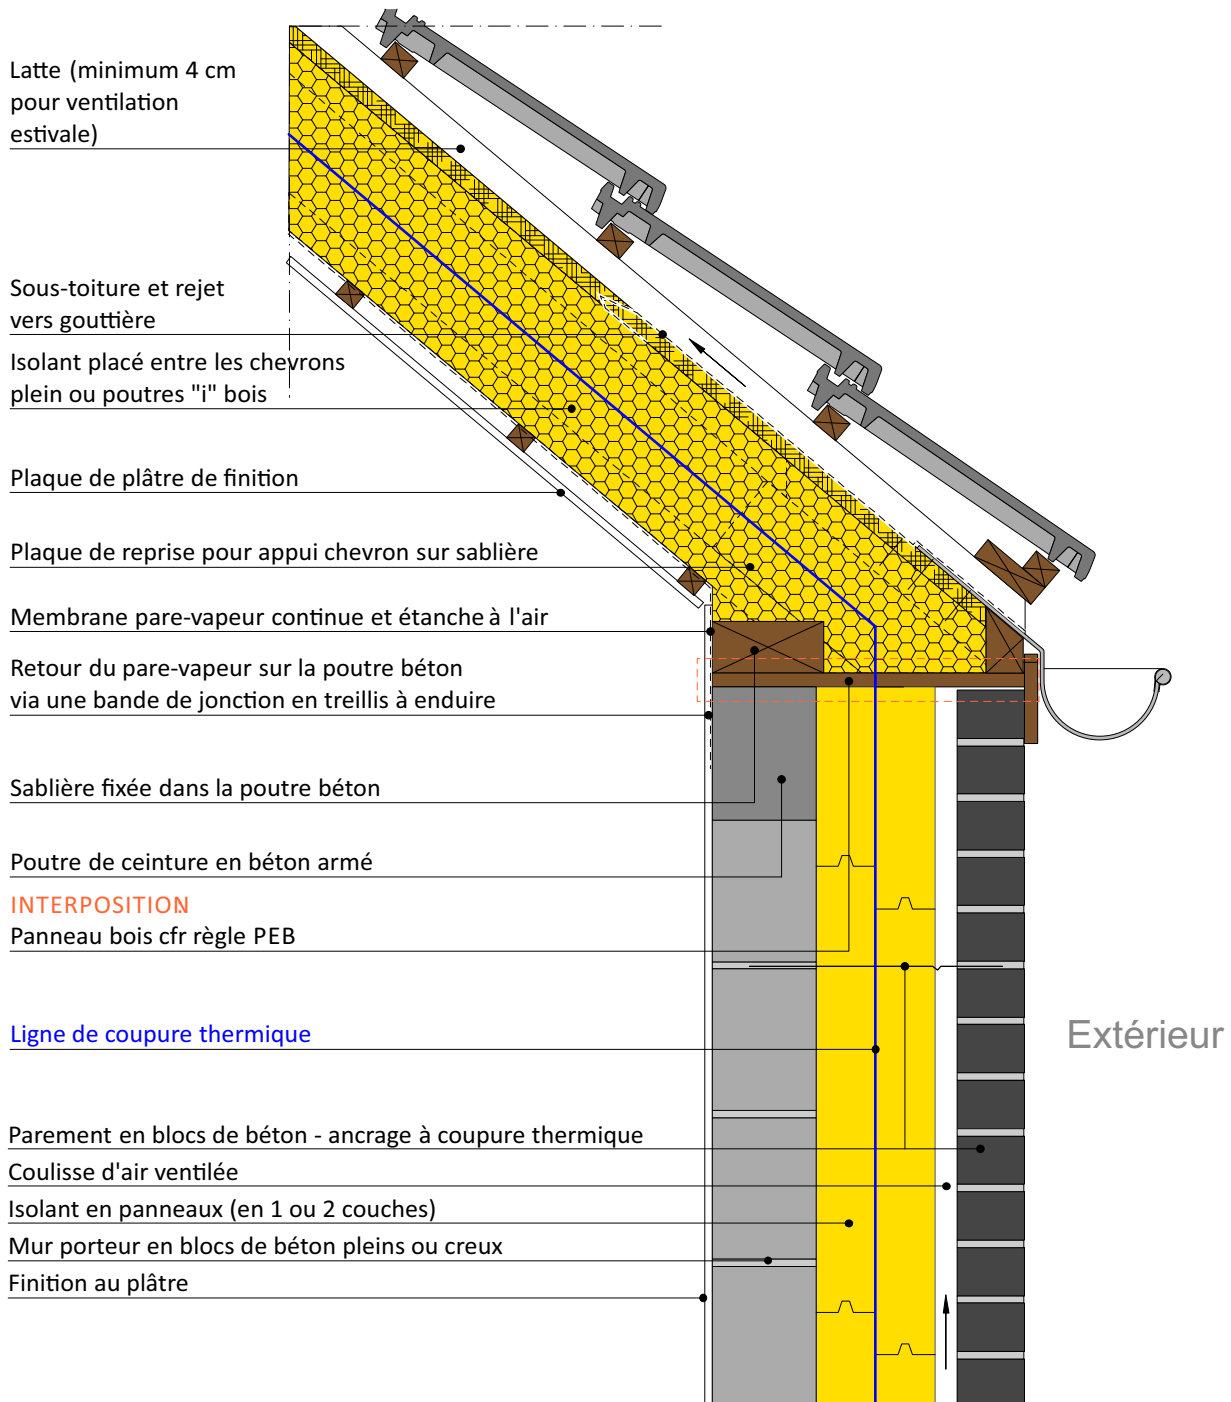 Latte (minimum 4 cm
pour ventilation
estivale)
Sous-toiture et rejet
vers gouttière
Isolant placé entre les chevrons
plein ou poutres "i" bois
Plaque de plâtre de finition
Plaque de reprise pour appui chevron sur sablière
Membrane pare-vapeur continue et étanche à l'air
Retour du pare-vapeur sur la poutre béton
via une bande de jonction en treillis à enduire
Sablière fixée dans la poutre béton
Poutre de ceinture en béton armé
INTERPOSITION
Panneau bois cfr règle PEB
Ligne de coupure thermique
Extérieur
Parement en blocs de béton - ancrage à coupure thermique
Coulisse d'air ventilée
Isolant en panneaux (en 1 ou 2 couches)
Mur porteur en blocs de béton pleins ou creux
Finition au plâtre